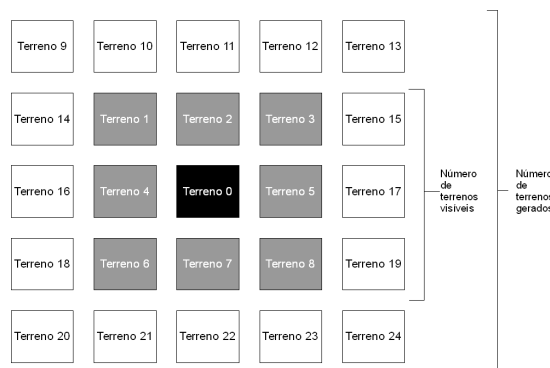 Terreno 9 Terreno 10 Terreno 11 Terreno 12 Terreno 13
Terreno 14 Terreno 1 Terreno 2 Terreno 3 Terreno 15
Terreno 16 Terreno 4 Terreno 0 Terreno 5 Terreno 17
Terreno 18 Terreno 6 Terreno 7 Terreno 8 Terreno 19
Terreno 20 Terreno 21 Terreno 22 Terreno 23 Terreno 24
Número
de
terrenos
visíveis
Número
de
terrenos
gerados